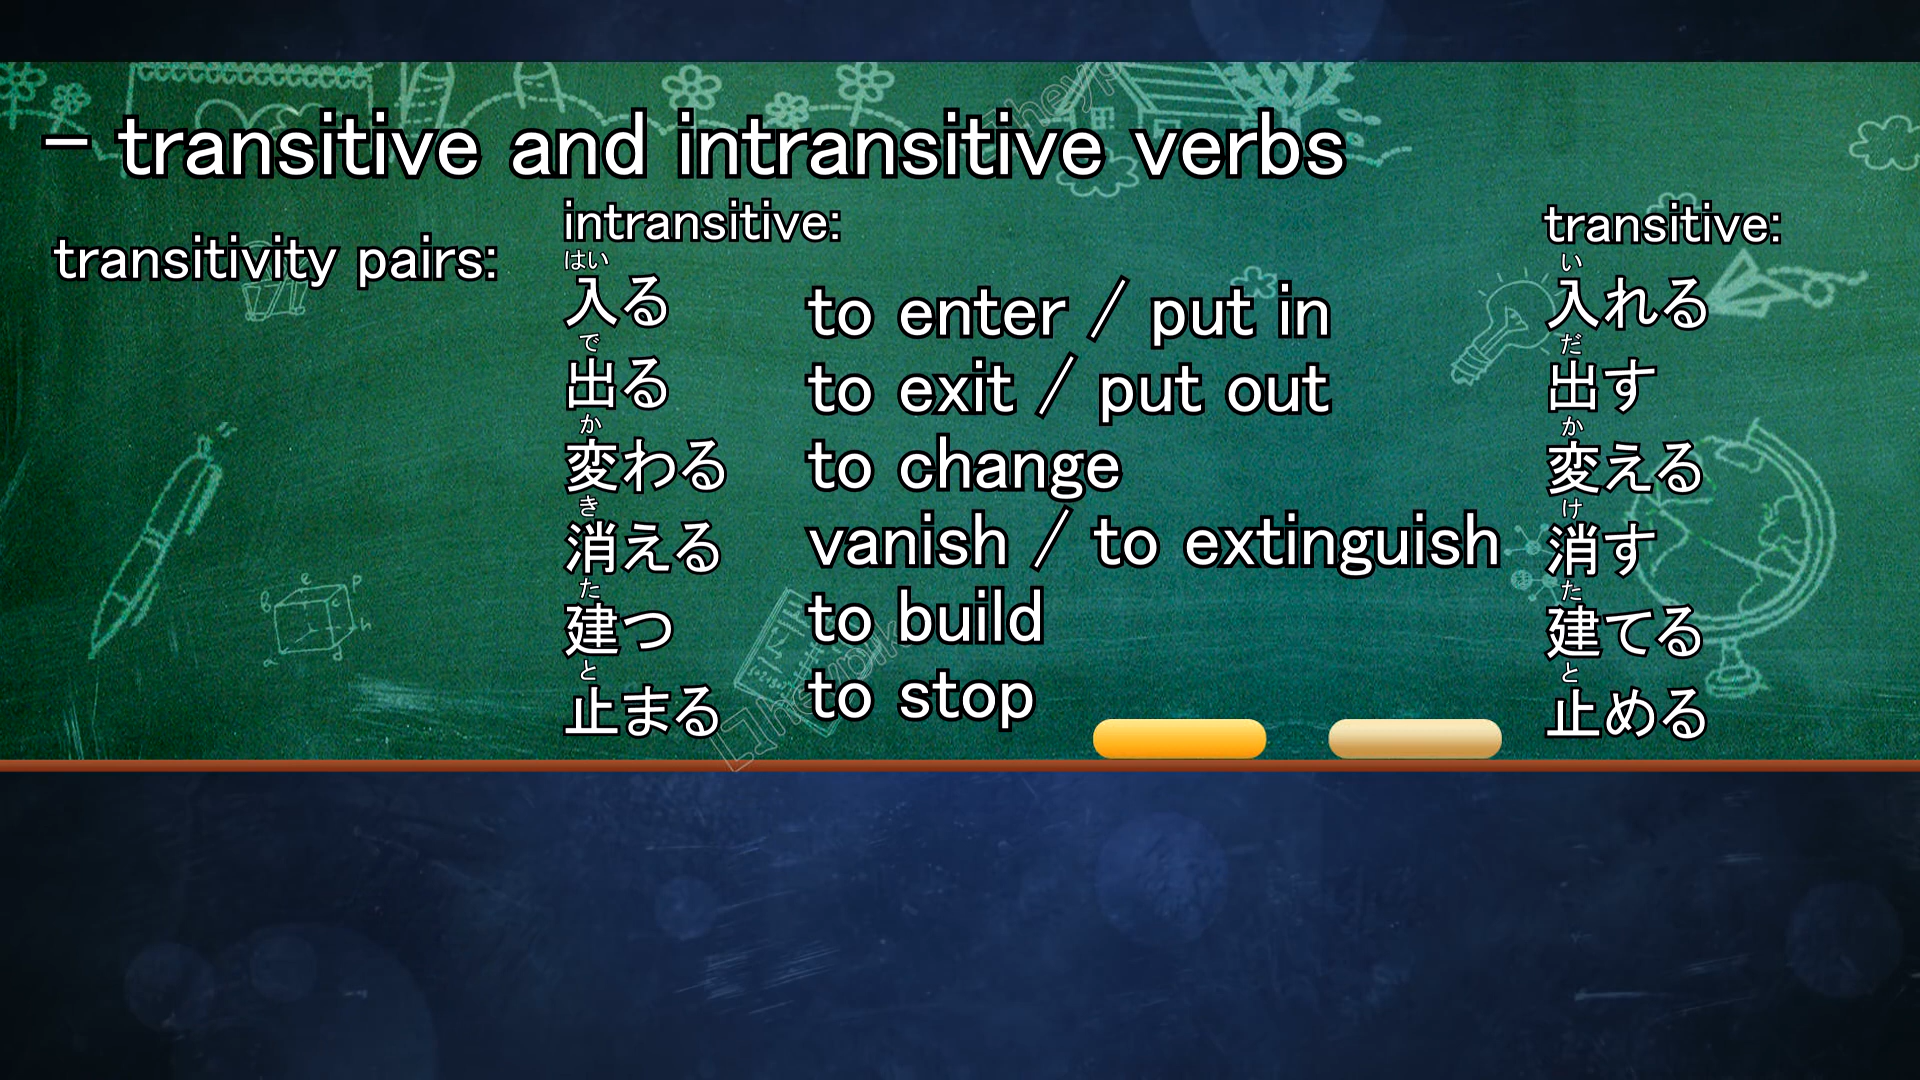 - transitive and intransitive verbs
transitivity pairs:
intransitive:
transitive:
はい
入る
to enter / put in
い
入れる
で
出る
to exit / put out
だ
出す
か
変わる
to change
か
変える
き
消える
vanish / to extinguish
け
消す
た
建つ
to build
た
建てる
と
止まる
to stop
と
止める